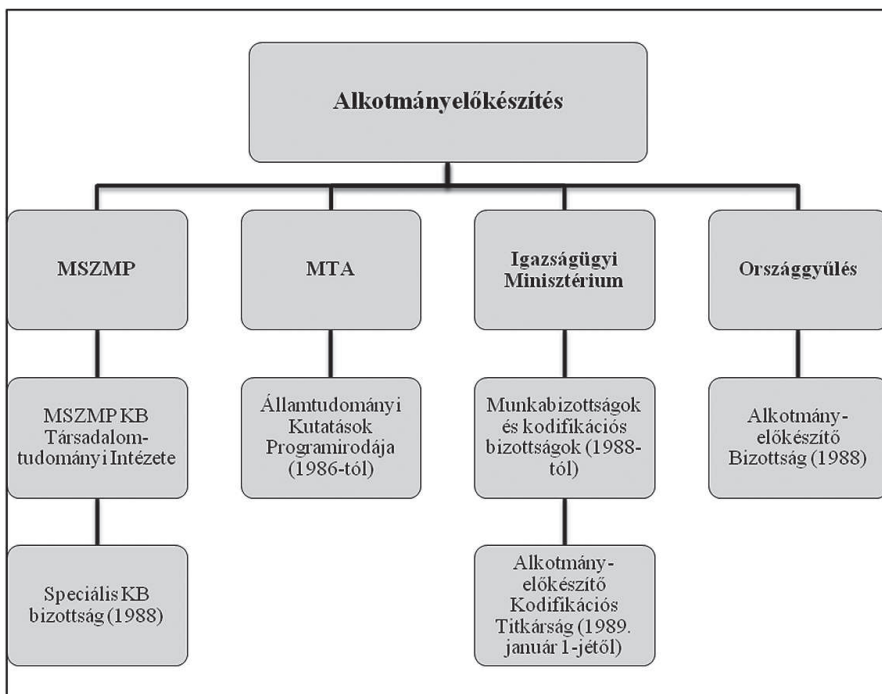 Alkotmányelőkészítés
MSZMP
MTA
Igazságügyi
Minisztérium
Országgyűlés
MSZMP KB
Társadalom-
tudományi Intézete
Államtudományi
Kutatások
Programirodája
(1986-tól)
Munkabizottságok
és kodifikációs
bizottságok (1988-
tól)
Alkotmány-
előkészítő
Bizottság (1988)
Speciális KB
bizottság (1988)
Alkotmány-
előkészítő
Kodifikációs
Titkárság (1989.
január 1-jétől)